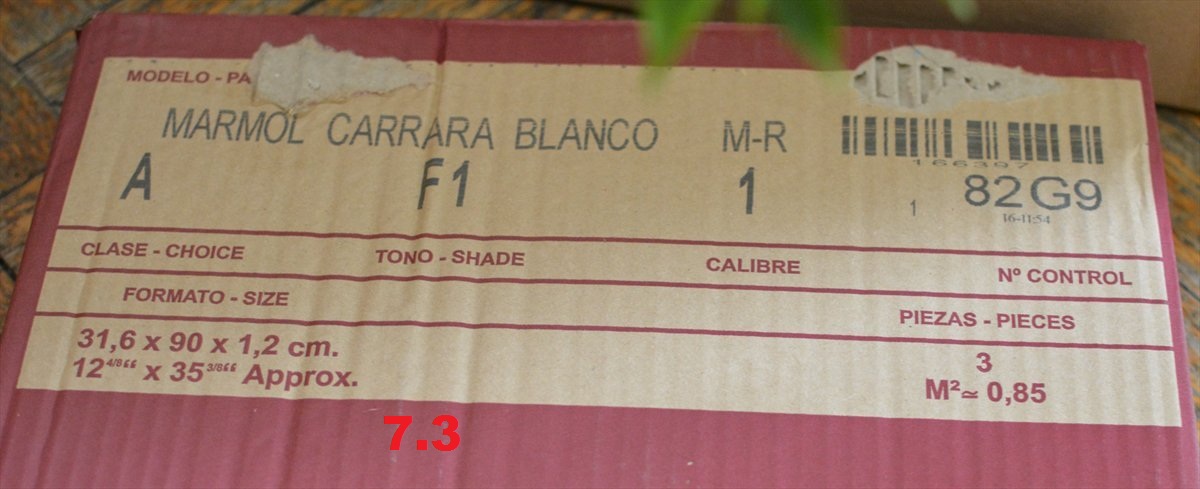 MODELO - PA
MARMOL CARRARA BLANCO M-R
166397
A F1 1 1 82G9
16-11:54
CLASE - CHOICE TONO - SHADE CALIBRE Nº CONTROL
FORMATO - SIZE PIEZAS - PIECES
31,6 x 90 x 1,2 cm. 3
12 4/8“ x 35 3/8“ Approx. M²≃ 0,85
7.3